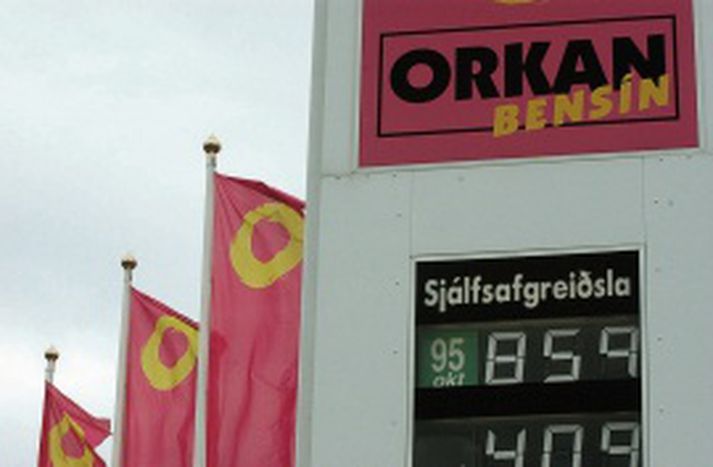 ORKAN
BENSÍN
Sjálfsafgreiðsla
95 859
okt
409